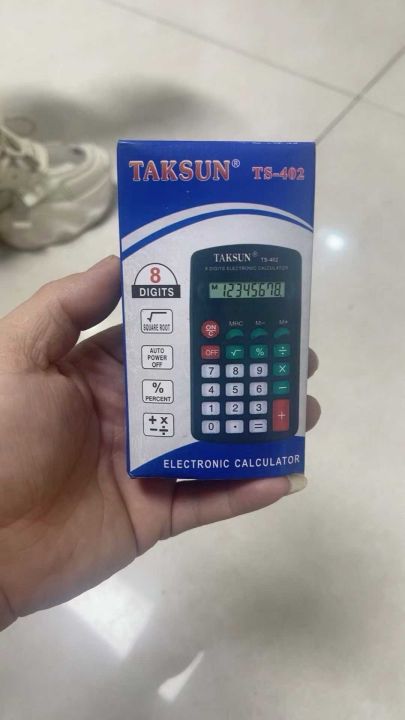 TAKSUN® TS-402
TAKSUN® TS-402
8 DIGITS ELECTRONIC CALCULATOR
M 12345678.
8
DIGITS
√
SQUARE ROOT
AUTO
POWER
OFF
%
PERCENT
+ ×
− ÷
MRC M− M+
ON/C
OFF √ % ÷
7 8 9 ×
4 5 6 −
1 2 3 +
0 · =
ELECTRONIC CALCULATOR